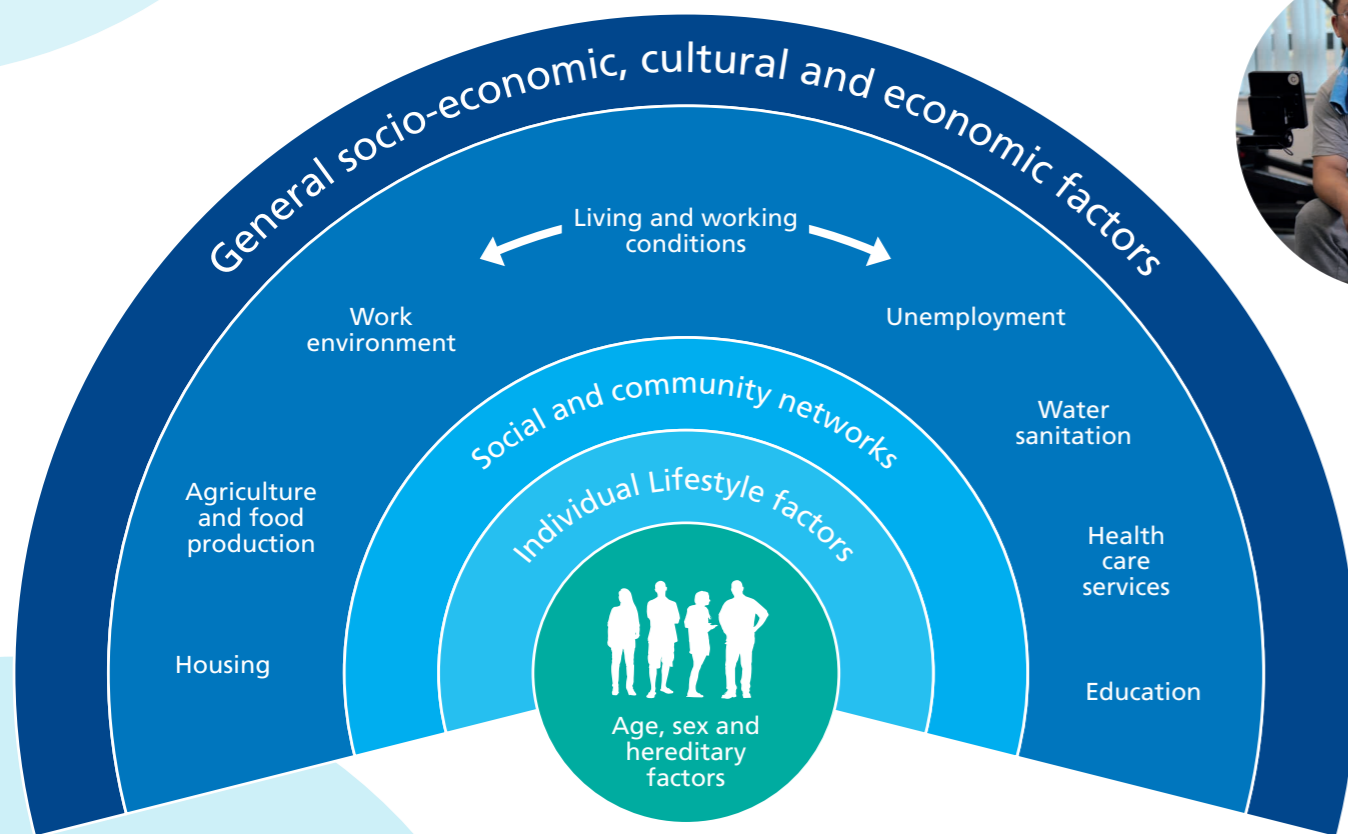 General socio-economic, cultural and economic factors
Living and working
conditions
Work
environment
Unemployment
Social and community networks
Water
sanitation
Individual Lifestyle factors
Agriculture
and food
production
Health
care
services
Housing
Education
Age, sex and
hereditary
factors